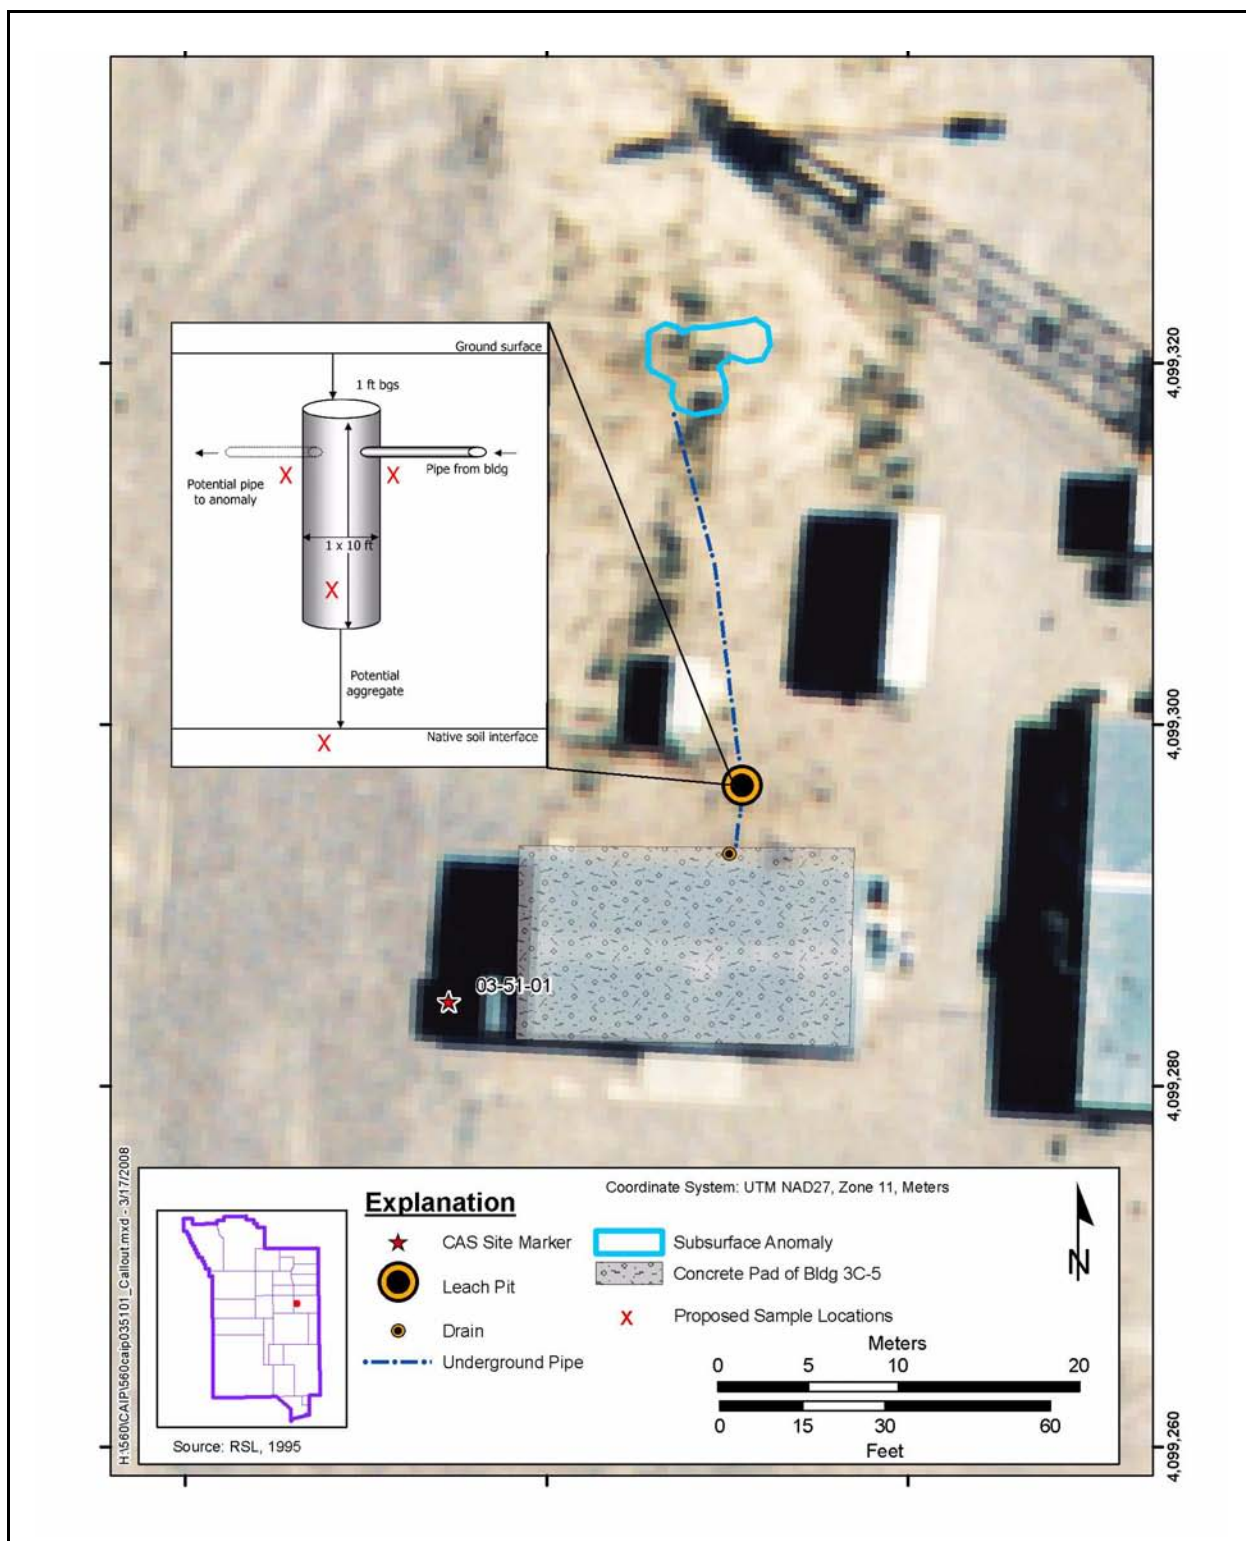 Ground surface
1 ft bgs
Pipe from bldg
Potential pipe
to anomaly
1 x 10 ft
Potential
aggregate
Native soil interface
4,099,320
4,099,300
4,099,280
4,099,260
03-51-01
H:\560\CAIP\560caip035101_Callout.mxd - 3/17/2008
Explanation
Coordinate System: UTM NAD27, Zone 11, Meters
CAS Site Marker
Leach Pit
Drain
Underground Pipe
Subsurface Anomaly
Concrete Pad of Bldg 3C-5
X Proposed Sample Locations
N
Meters
0 5 10 20
0 15 30 60
Feet
Source: RSL, 1995